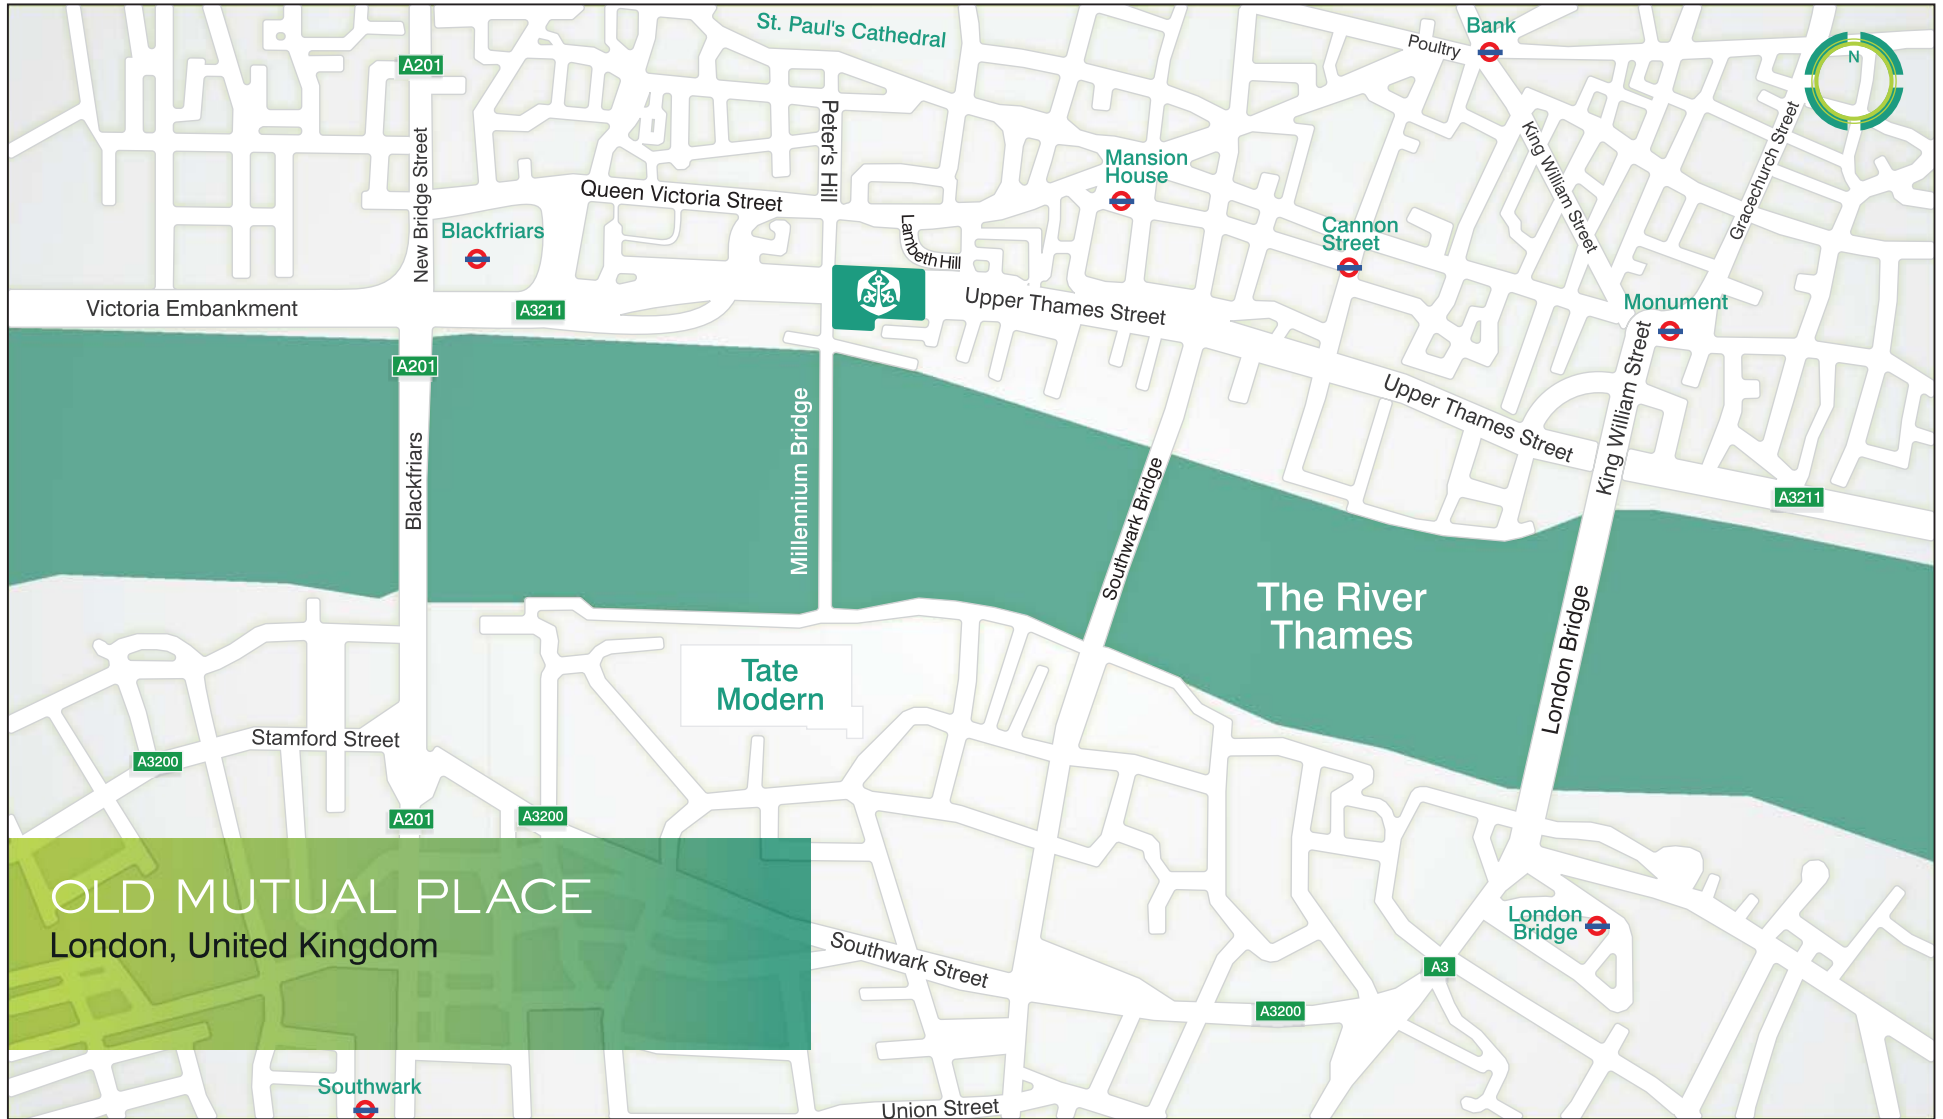 St. Paul's Cathedral
Bank
Poultry
N
A201
Peter's Hill
New Bridge Street
King William Street
Gracechurch Street
Mansion
House
Queen Victoria Street
Blackfriars
Lambeth Hill
Cannon
Street
Victoria Embankment
A3211
Upper Thames Street
Monument
A201
King William Street
Millennium Bridge
Upper Thames Street
Blackfriars
Southwark Bridge
A3211
The River
Thames
London Bridge
Tate
Modern
Stamford Street
A3200
A201
A3200
OLD MUTUAL PLACE
London, United Kingdom
Southwark Street
London
Bridge
A3
A3200
Southwark
Union Street